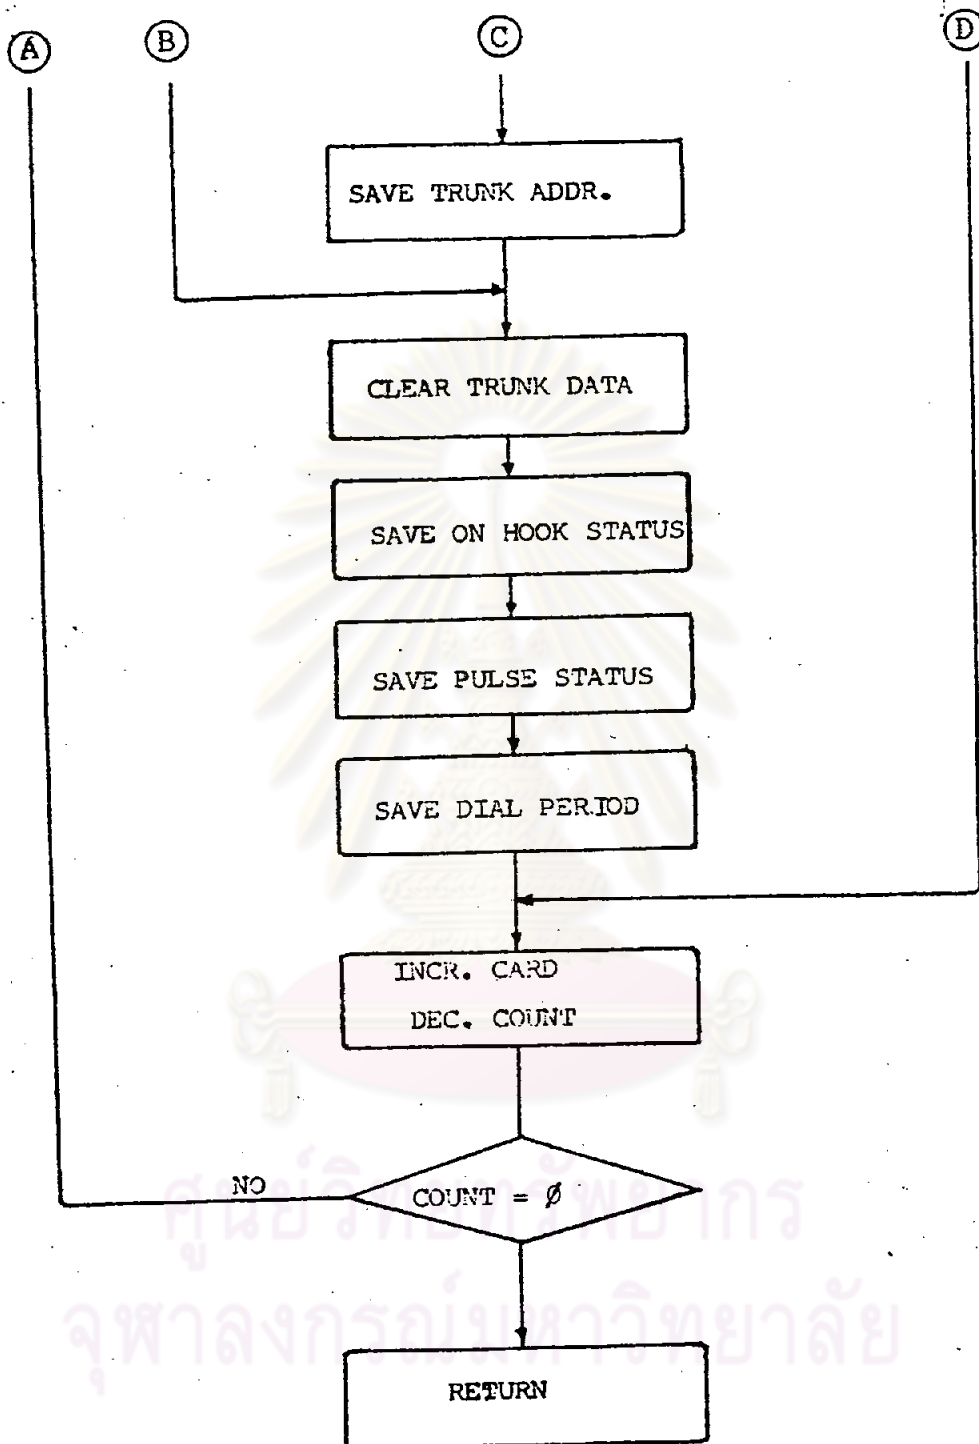 A B C D
SAVE TRUNK ADDR.
CLEAR TRUNK DATA
SAVE ON HOOK STATUS
SAVE PULSE STATUS
SAVE DIAL PERIOD
INCR. CARD
DEC. COUNT
NO
COUNT = Ø
ศูนย์วิทยทรัพยากร
จุฬาลงกรณ์มหาวิทยาลัย
RETURN